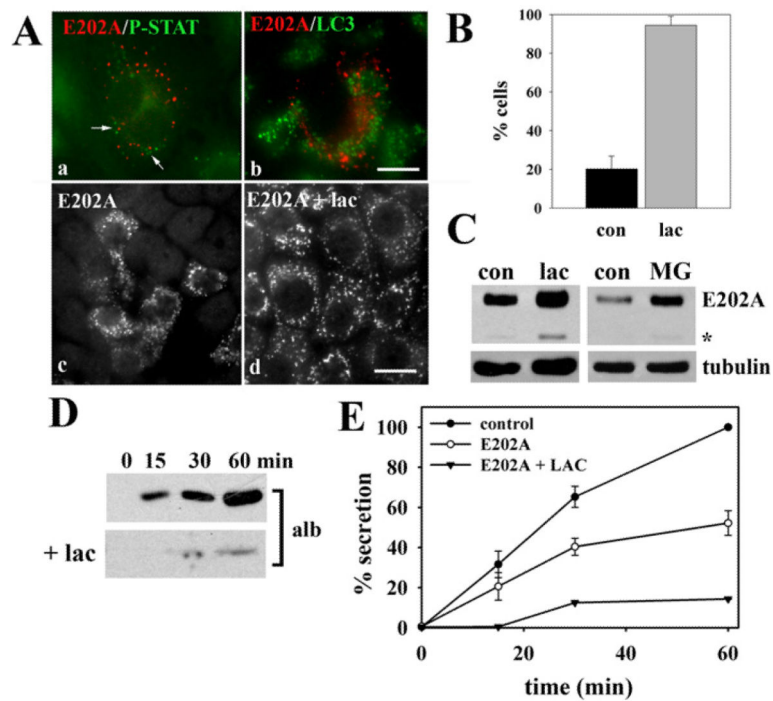 A
E202A/P-STAT
E202A/LC3
a
b
E202A
E202A + lac
c
d
B
% cells
100
80
60
40
20
0
con
lac
C
con
lac
con
MG
E202A
*
tubulin
D
0 15 30 60 min
+ lac
alb
E
control
E202A
E202A + LAC
% secretion
100
80
60
40
20
0
0
20
40
60
time (min)